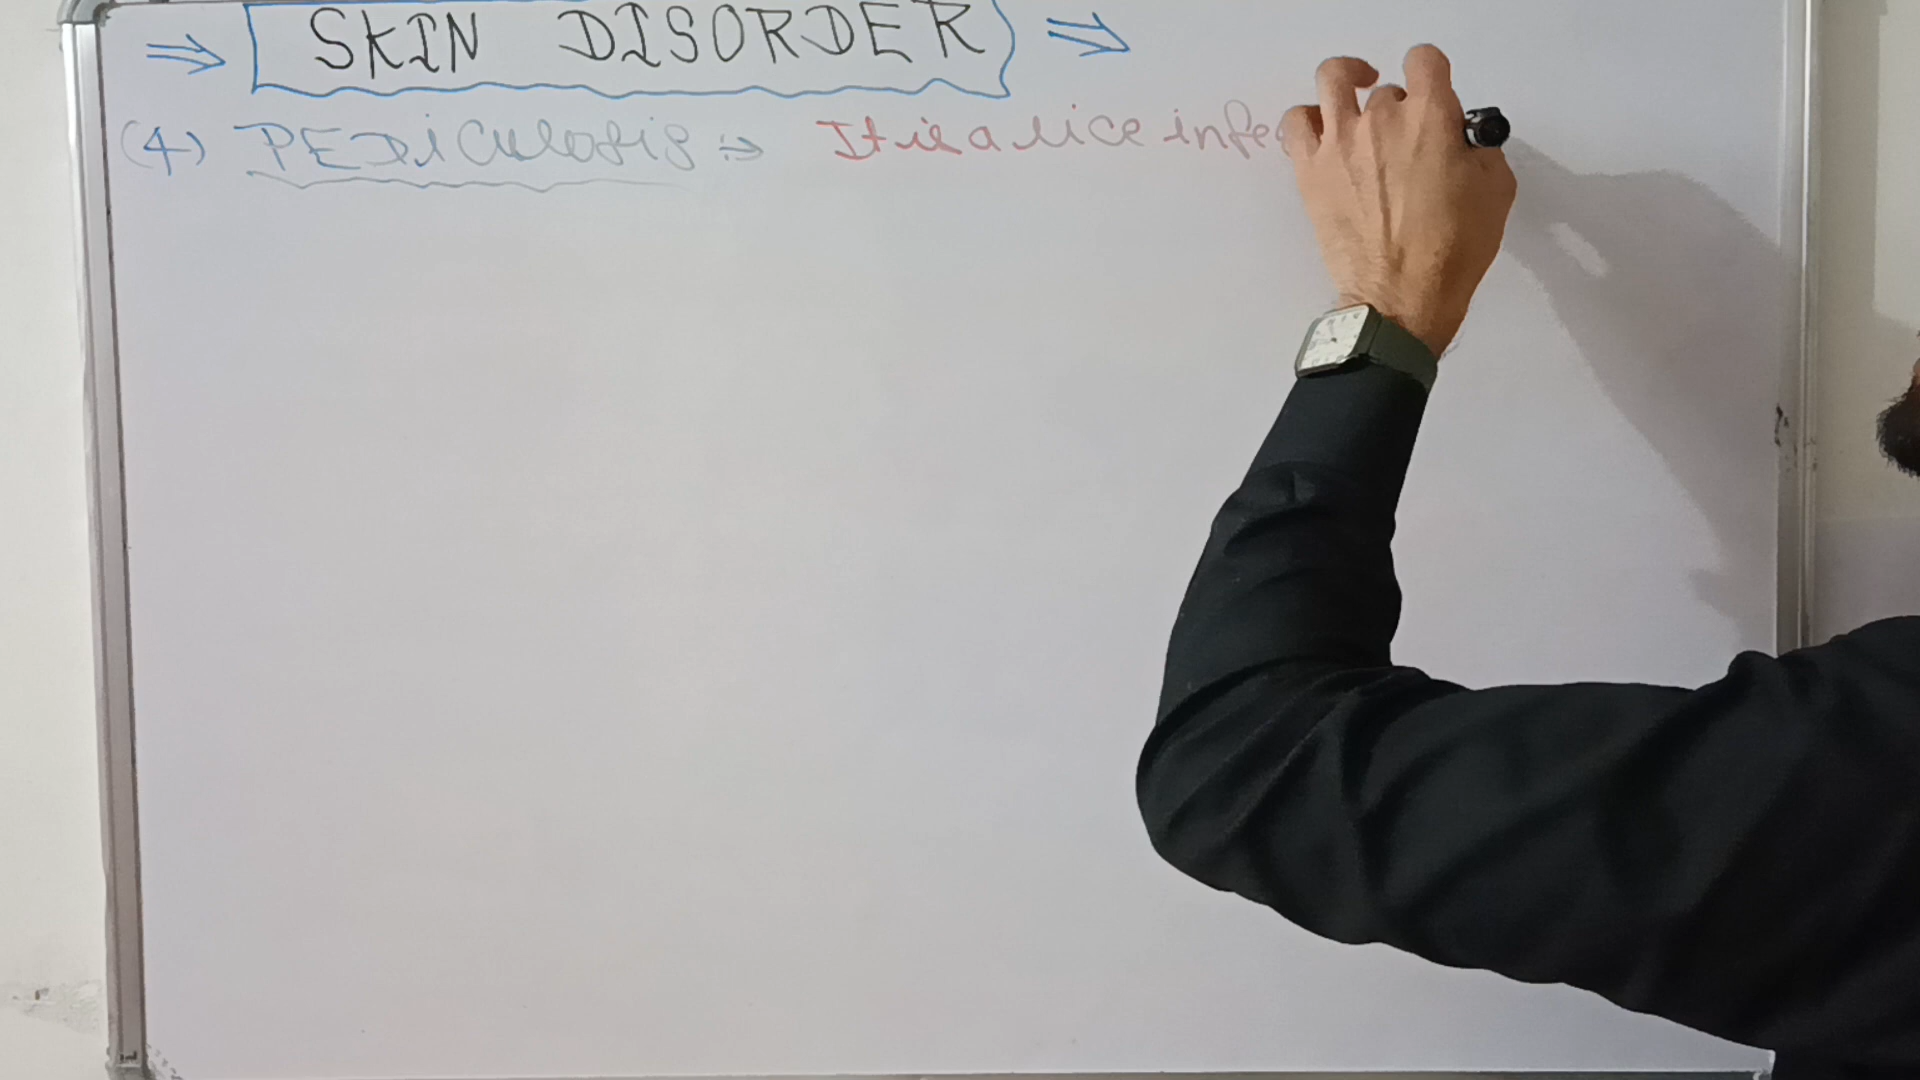 ⇒ SKIN DISORDER ⇒
(4) PEDiCulosis :→ It is a lice infe